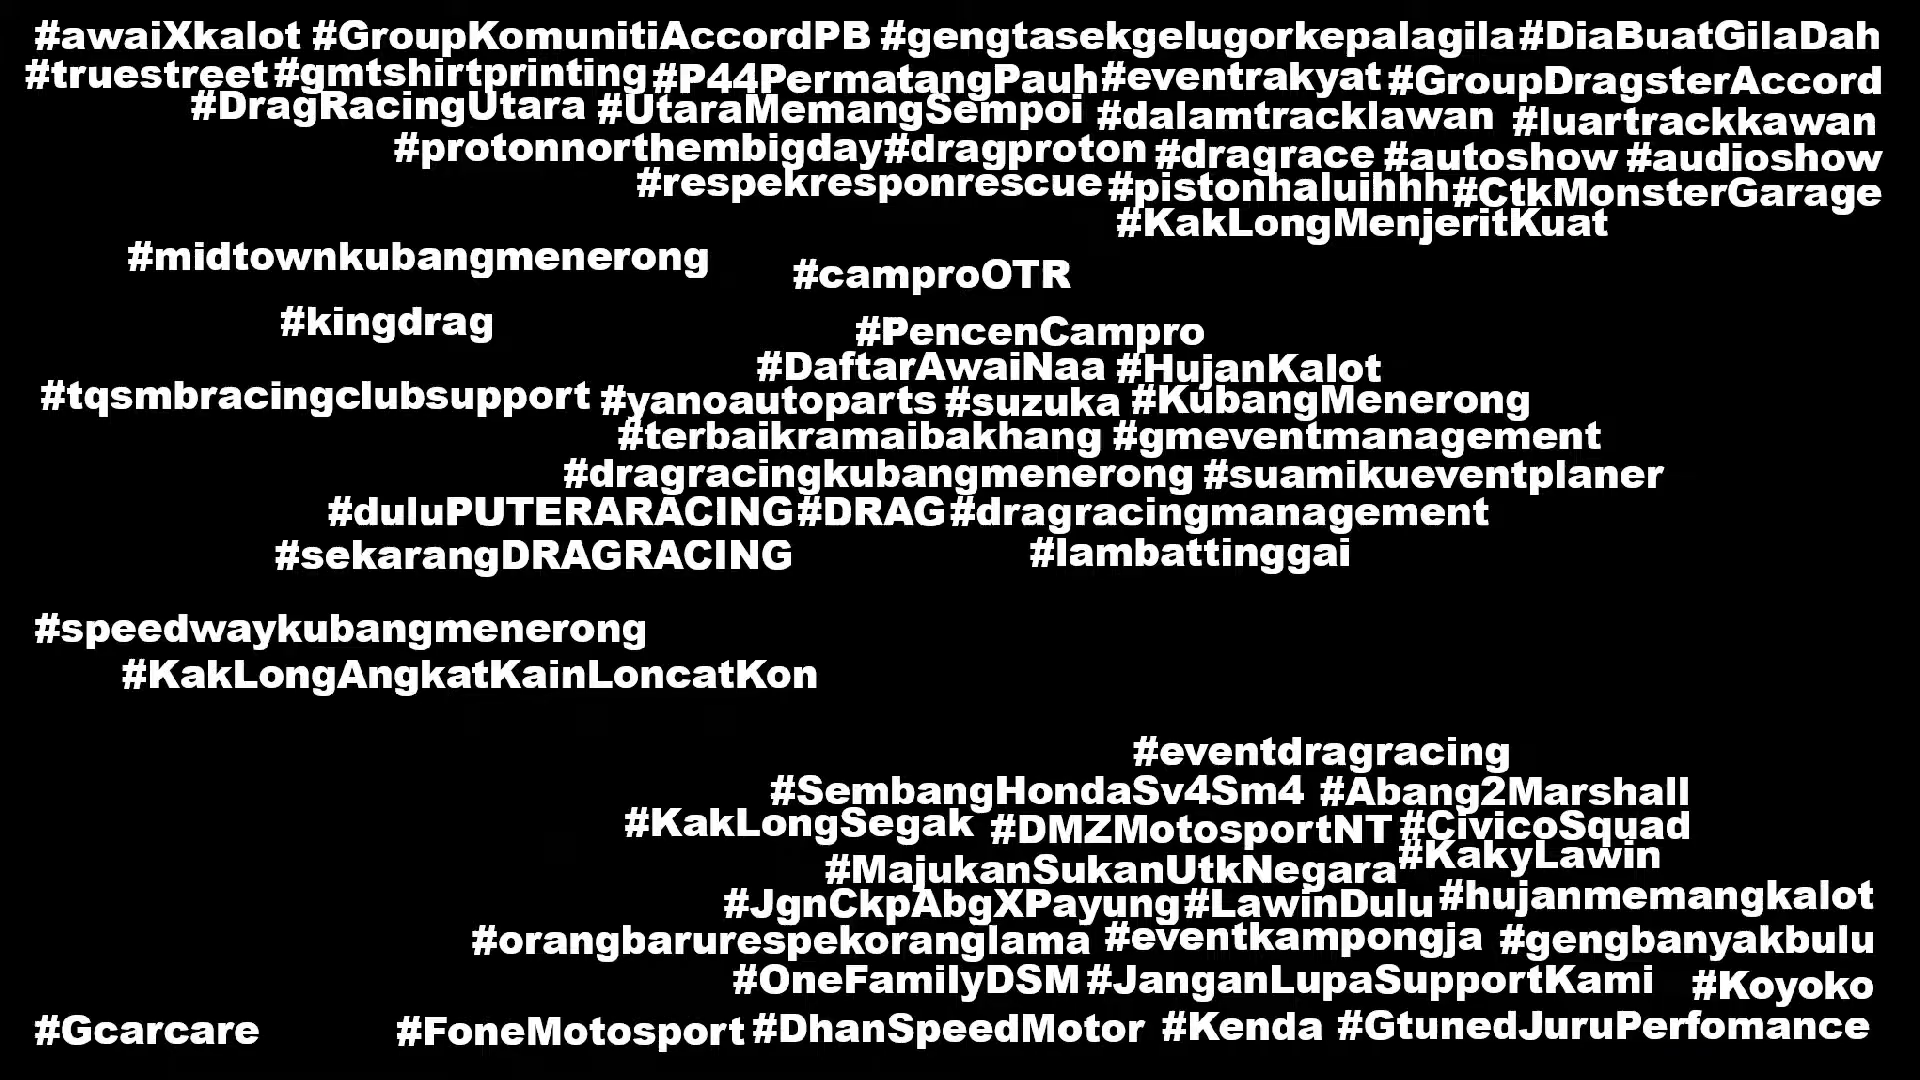 #awaiXkalot #GroupKomunitiAccordPB #gengtasekgelugorkepalagila #DiaBuatGilaDah
#truestreet #gmtshirtprinting #P44PermatangPauh #eventrakyat #GroupDragsterAccord
#DragRacingUtara #UtaraMemangSempoi #dalamtracklawan #luartrackkawan
#protonnorthembigday #dragproton #dragrace #autoshow #audioshow
#respekresponrescue #pistonhaluihhh #CtkMonsterGarage
#KakLongMenjeritKuat
#midtownkubangmenerong #camproOTR
#kingdrag #PencenCampro
#DaftarAwaiNaa #HujanKalot
#tqsmbracingclubsupport #yanoautoparts #suzuka #KubangMenerong
#terbaikramaibakhang #gmeventmanagement
#dragracingkubangmenerong #suamikueventplaner
#duluPUTERARACING #DRAG #dragracingmanagement
#sekarangDRAGRACING #lambattinggai
#speedwaykubangmenerong
#KakLongAngkatKainLoncatKon
#eventdragracing
#SembangHondaSv4Sm4 #Abang2Marshall
#KakLongSegak #DMZMotosportNT #CivicoSquad
#MajukanSukanUtkNegara #KakyLawin
#JgnCkpAbgXPayung #LawinDulu #hujanmemangkalot
#orangbarurespekoranglama #eventkampongja #gengbanyakbulu
#OneFamilyDSM #JanganLupaSupportKami #Koyoko
#Gcarcare #FoneMotosport #DhanSpeedMotor #Kenda #GtunedJuruPerfomance